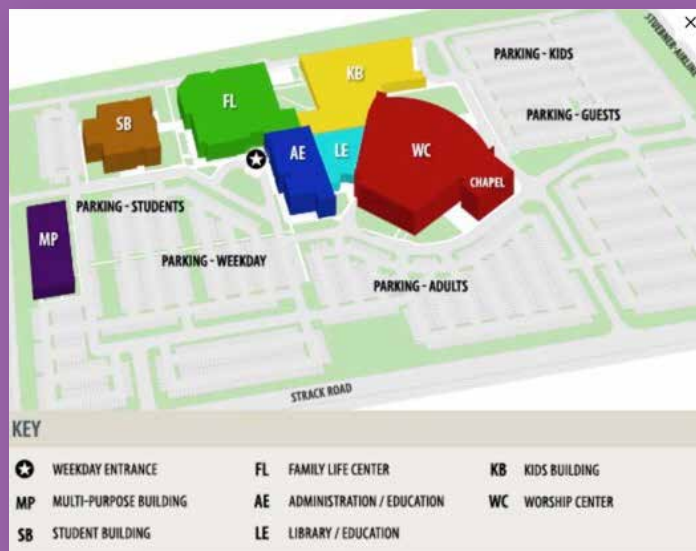 STUEBNER-AIRLINE
PARKING - KIDS
KB
FL
PARKING - GUESTS
SB
AE
LE
WC
CHAPEL
PARKING - STUDENTS
MP
PARKING - WEEKDAY
PARKING - ADULTS
STRACK ROAD
KEY
WEEKDAY ENTRANCE
MP MULTI-PURPOSE BUILDING
SB STUDENT BUILDING
FL FAMILY LIFE CENTER
AE ADMINISTRATION / EDUCATION
LE LIBRARY / EDUCATION
KB KIDS BUILDING
WC WORSHIP CENTER